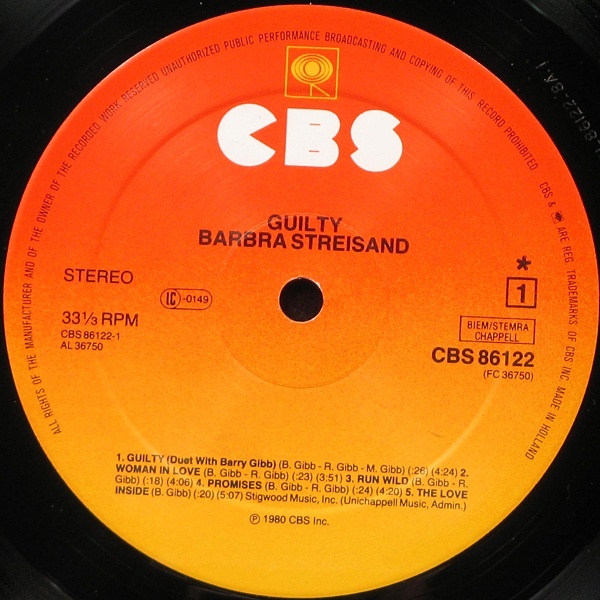 ALL RIGHTS OF THE MANUFACTURER AND OF THE OWNER OF THE RECORDED WORK RESERVED UNAUTHORIZED PUBLIC PERFORMANCE BROADCASTING AND COPYING OF THIS RECORD PROHIBITED CBS & ARE REG. TRADEMARKS OF CBS INC. MADE IN HOLLAND
CBS
GUILTY
BARBRA STREISAND
STEREO
LC -0149
33⅓ RPM
CBS 86122-1
AL 36750
*
1
BIEM/STEMRA
CHAPPELL
CBS 86122
(FC 36750)
1. GUILTY (Duet With Barry Gibb) (B. Gibb - R. Gibb - M. Gibb) (:26) (4:24) 2.
WOMAN IN LOVE (B. Gibb - R. Gibb) (:23) (3:51) 3. RUN WILD (B. Gibb - R.
Gibb) (:18) (4:06) 4. PROMISES (B. Gibb - R. Gibb) (:24) (4:20) 5. THE LOVE
INSIDE (B. Gibb) (:20) (5:07) Stigwood Music, Inc. (Unichappell Music, Admin.)
℗ 1980 CBS Inc.